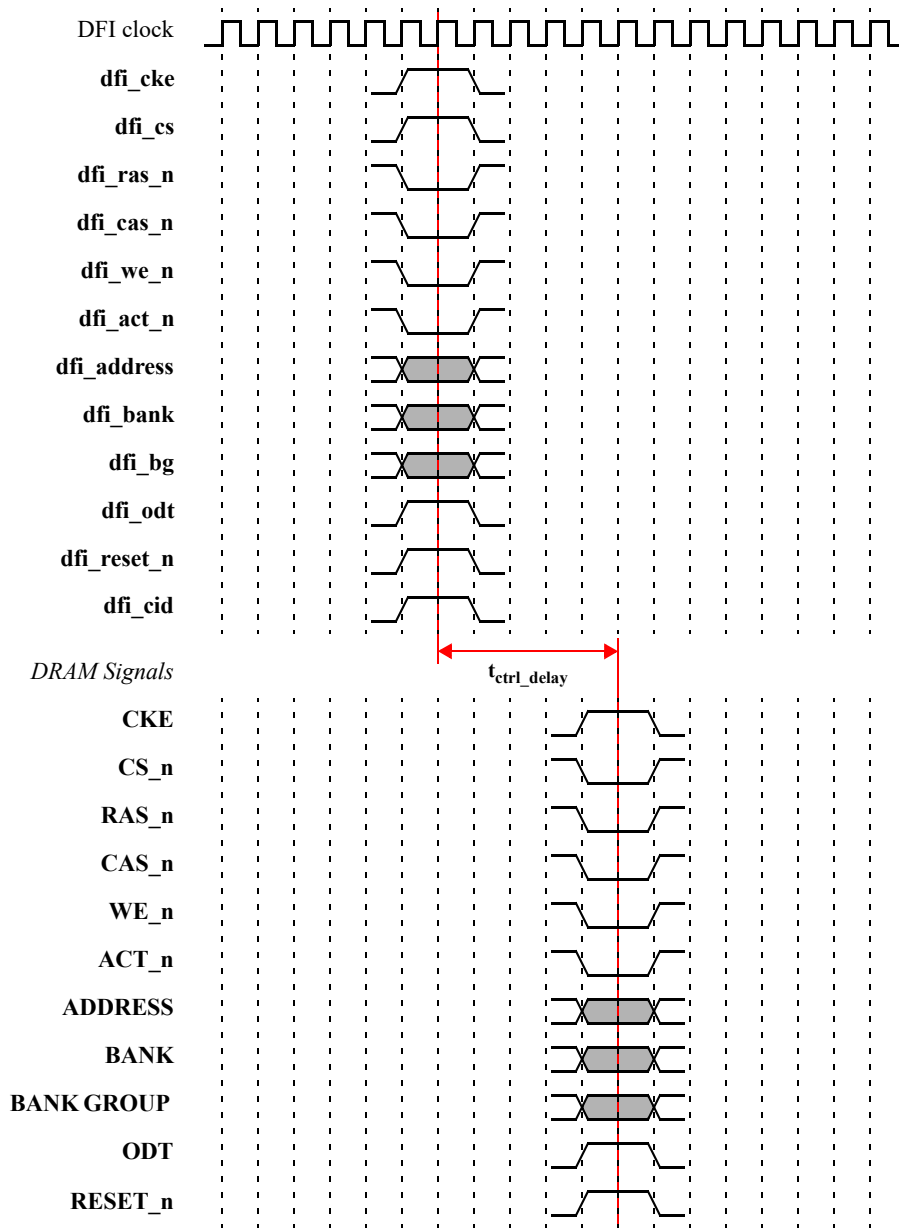 DFI clock
dfi_cke
dfi_cs
dfi_ras_n
dfi_cas_n
dfi_we_n
dfi_act_n
dfi_address
dfi_bank
dfi_bg
dfi_odt
dfi_reset_n
dfi_cid
DRAM Signals
tctrl_delay
CKE
CS_n
RAS_n
CAS_n
WE_n
ACT_n
ADDRESS
BANK
BANK GROUP
ODT
RESET_n